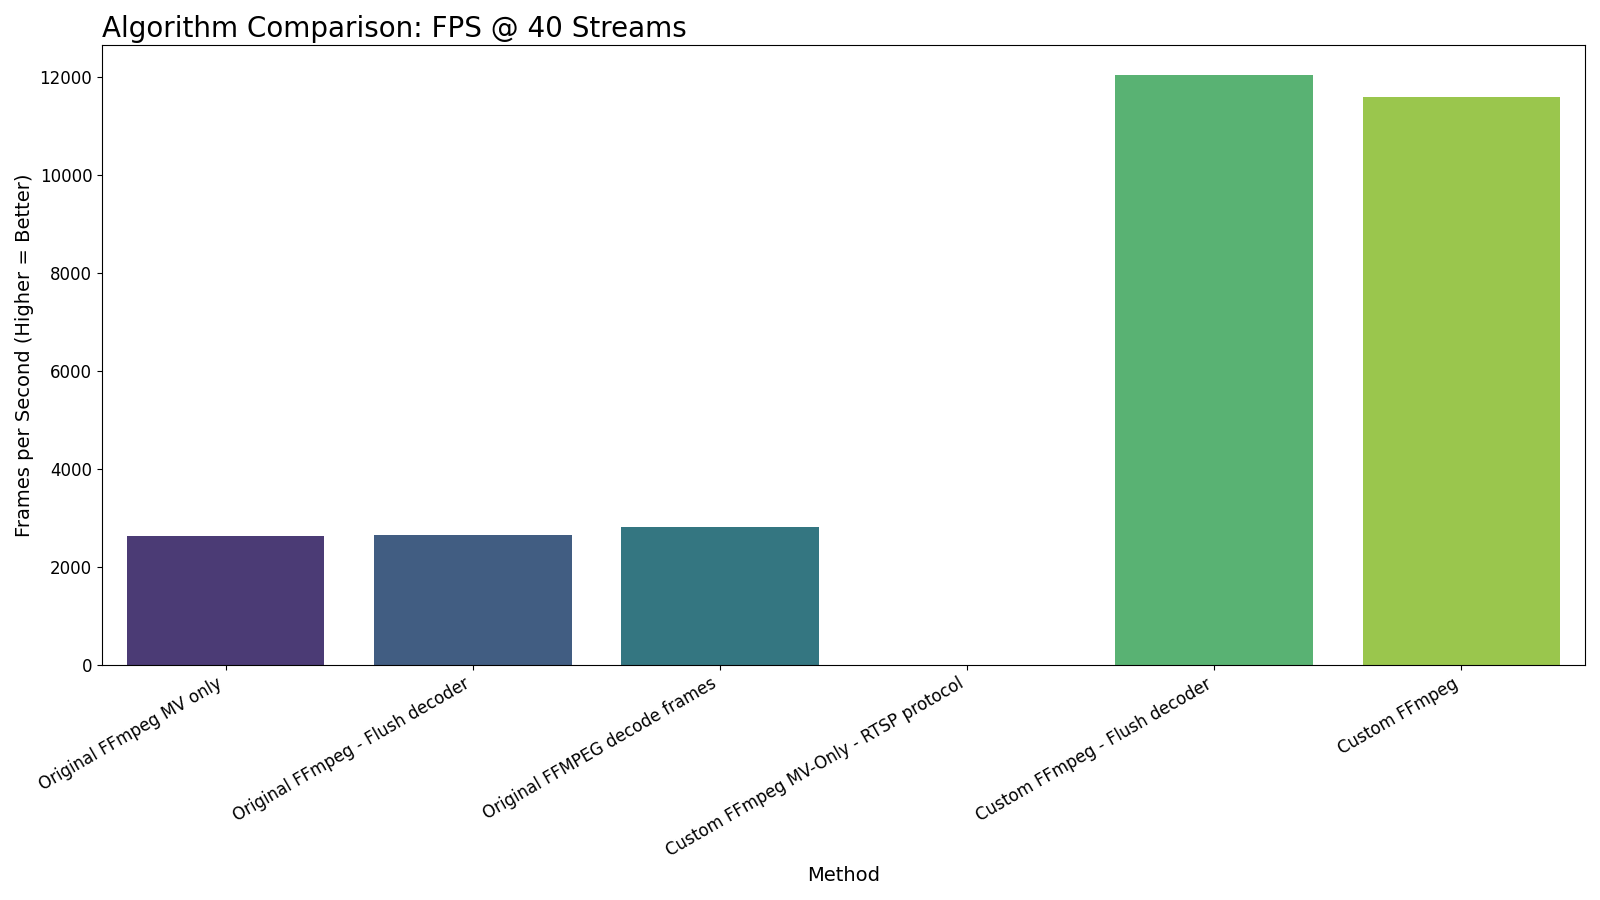 Algorithm Comparison: FPS @ 40 Streams
Frames per Second (Higher = Better)
12000
10000
8000
6000
4000
2000
0
Original FFmpeg MV only
Original FFmpeg - Flush decoder
Original FFMPEG decode frames
Custom FFmpeg MV-Only - RTSP protocol
Custom FFmpeg - Flush decoder
Custom FFmpeg
Method